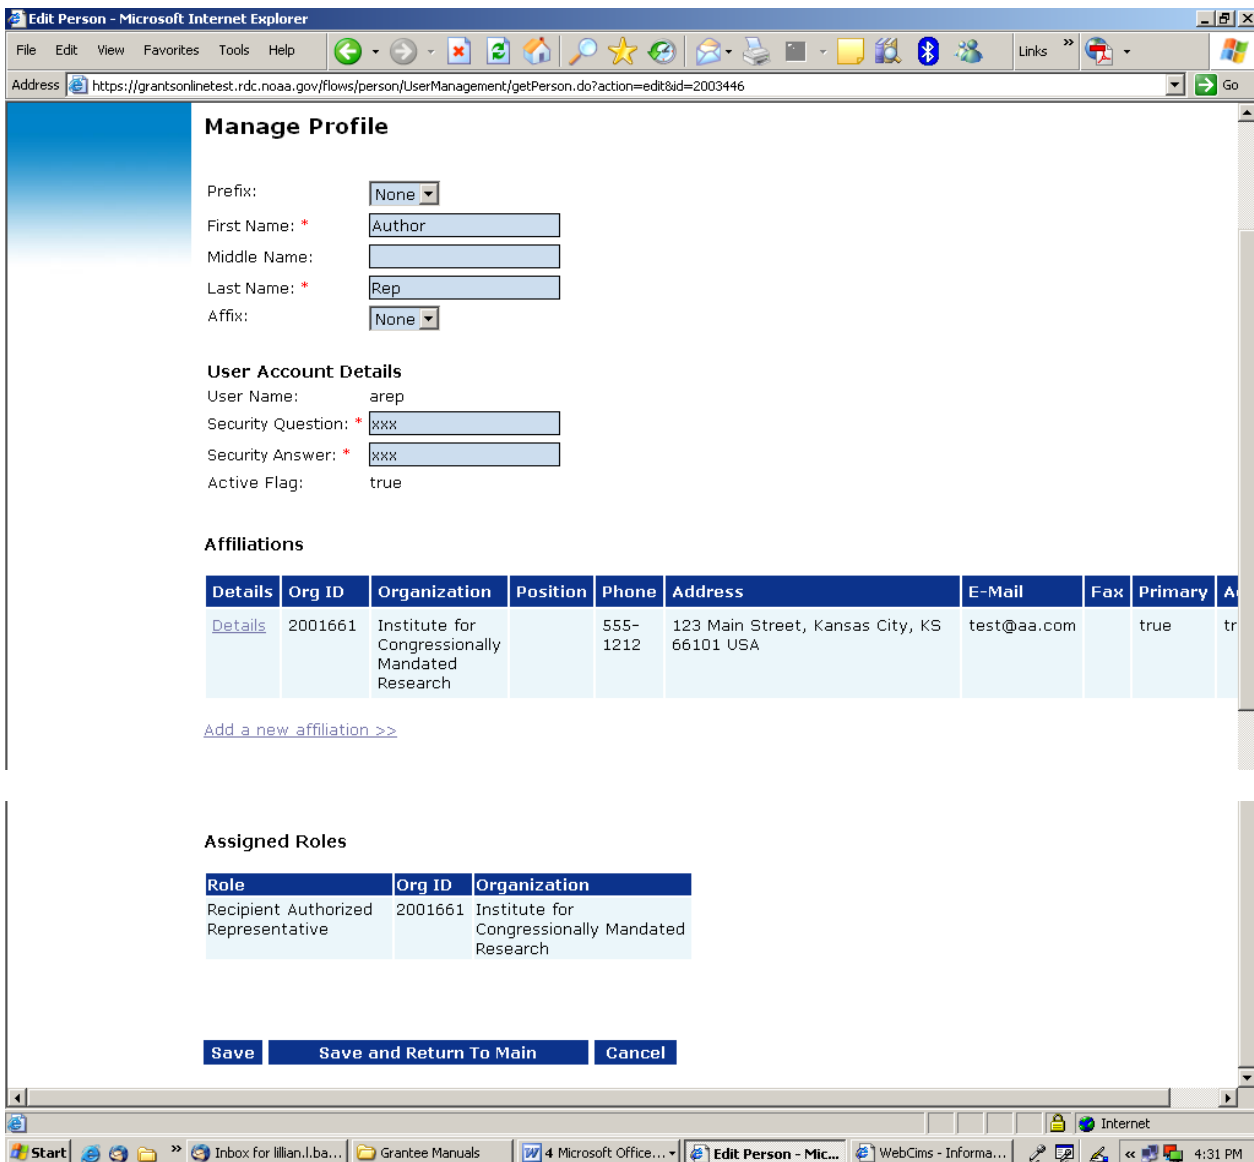 Edit Person - Microsoft Internet Explorer
File Edit View Favorites Tools Help Links »
Address https://grantsonlinetest.rdc.noaa.gov/flows/person/UserManagement/getPerson.do?action=edit&id=2003446 Go
Manage Profile
Prefix: None
First Name: * Author
Middle Name:
Last Name: * Rep
Affix: None
User Account Details
User Name: arep
Security Question: * xxx
Security Answer: * xxx
Active Flag: true
Affiliations
Details Org ID Organization Position Phone Address E-Mail Fax Primary
Details 2001661 Institute for 555- 123 Main Street, Kansas City, KS test@aa.com true tr
Congressionally 1212 66101 USA
Mandated
Research
Add a new affiliation >>
Assigned Roles
Role Org ID Organization
Recipient Authorized 2001661 Institute for
Representative Congressionally Mandated
Research
Save Save and Return To Main Cancel
Internet
Start » Inbox for lillian.l.ba... Grantee Manuals 4 Microsoft Office... Edit Person - Mic... WebCims - Informa... « 4:31 PM